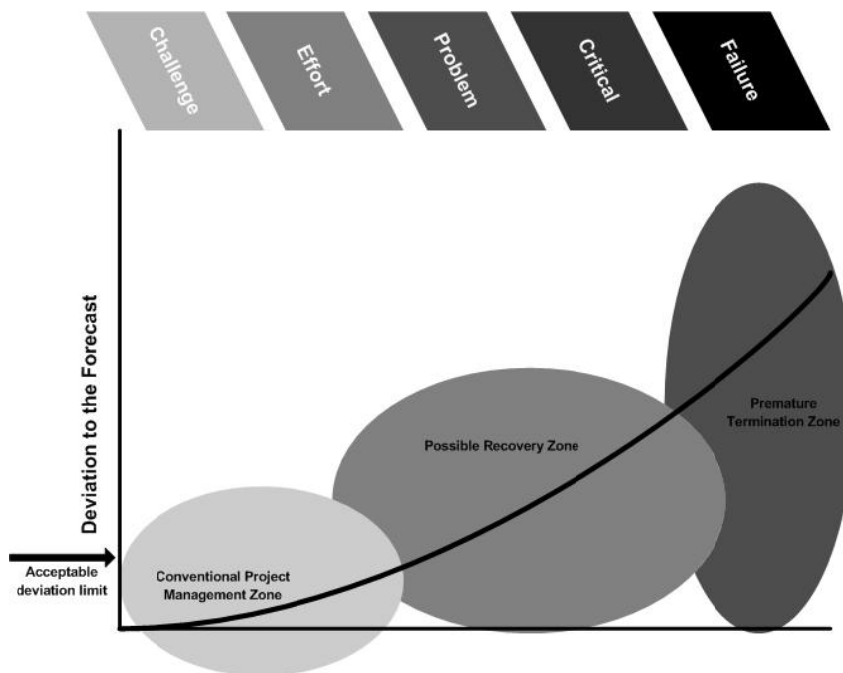 Challenge
Effort
Problem
Critical
Failure
Deviation to the Forecast
Acceptable
deviation limit
Conventional Project
Management Zone
Possible Recovery Zone
Premature
Termination Zone